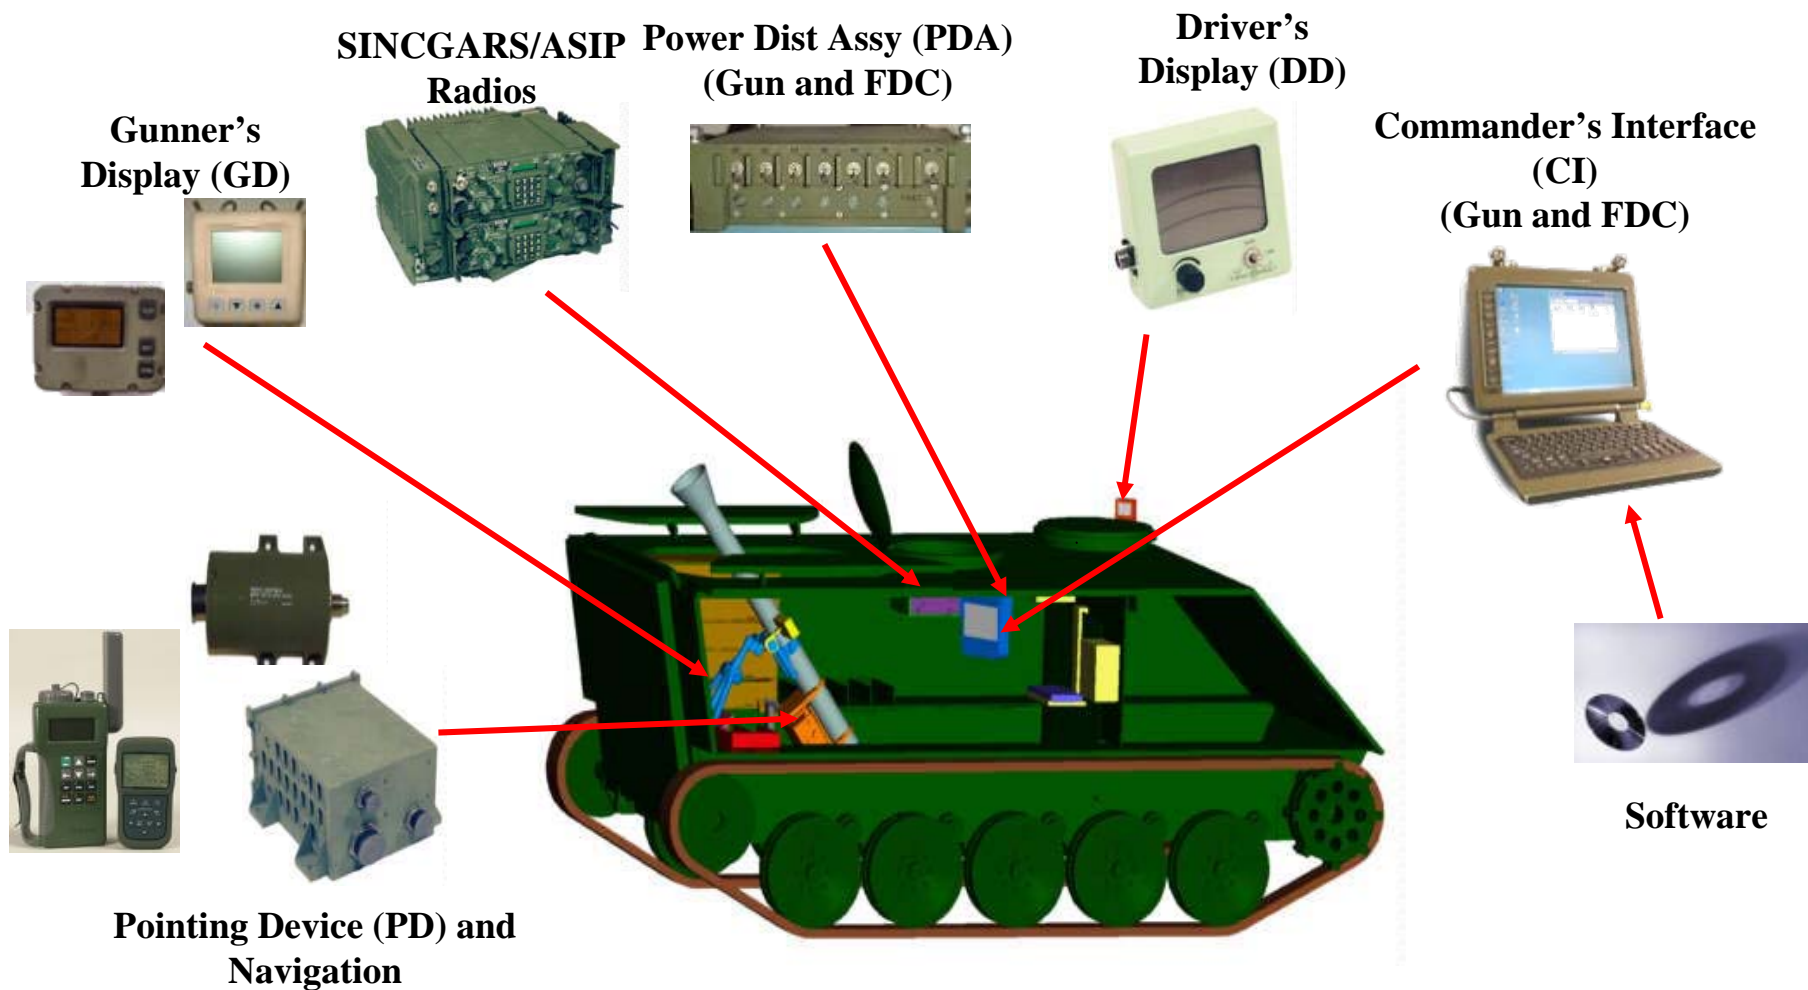 SINCGARS/ASIP
Radios
Power Dist Assy (PDA)
(Gun and FDC)
Driver's
Display (DD)
Gunner's
Display (GD)
Commander's Interface
(CI)
(Gun and FDC)
Software
Pointing Device (PD) and
Navigation